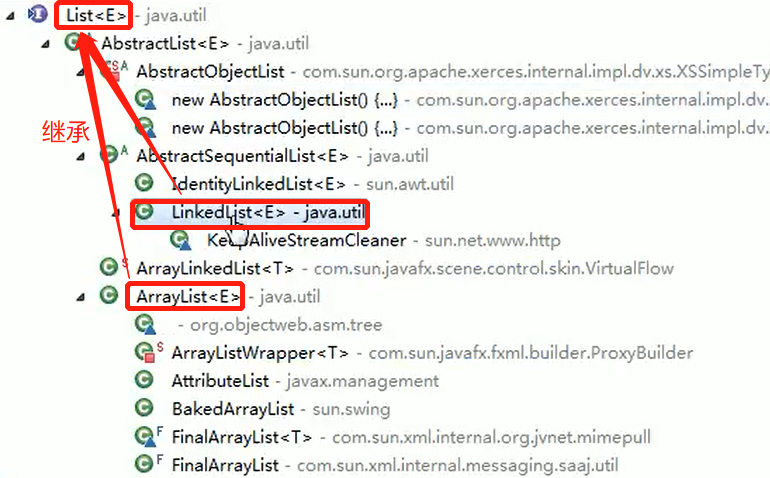 List<E> - java.util
AbstractList<E> - java.util
AbstractObjectList - com.sun.org.apache.xerces.internal.impl.dv.xs.XSSimpleTy
new AbstractObjectList() {...} - com.sun.org.apache.xerces.internal.impl.dv.
new AbstractObjectList() {...} - com.sun.org.apache.xerces.internal.impl.dv.
继承
AbstractSequentialList<E> - java.util
IdentityLinkedList<E> - sun.awt.util
LinkedList<E> - java.util
KeepAliveStreamCleaner - sun.net.www.http
ArrayLinkedList<T> - com.sun.javafx.scene.control.skin.VirtualFlow
ArrayList<E> - java.util
- org.objectweb.asm.tree
ArrayListWrapper<T> - com.sun.javafx.fxml.builder.ProxyBuilder
AttributeList - javax.management
BakedArrayList - sun.swing
FinalArrayList<T> - com.sun.xml.internal.org.jvnet.mimepull
FinalArrayList - com.sun.xml.internal.messaging.saaj.util